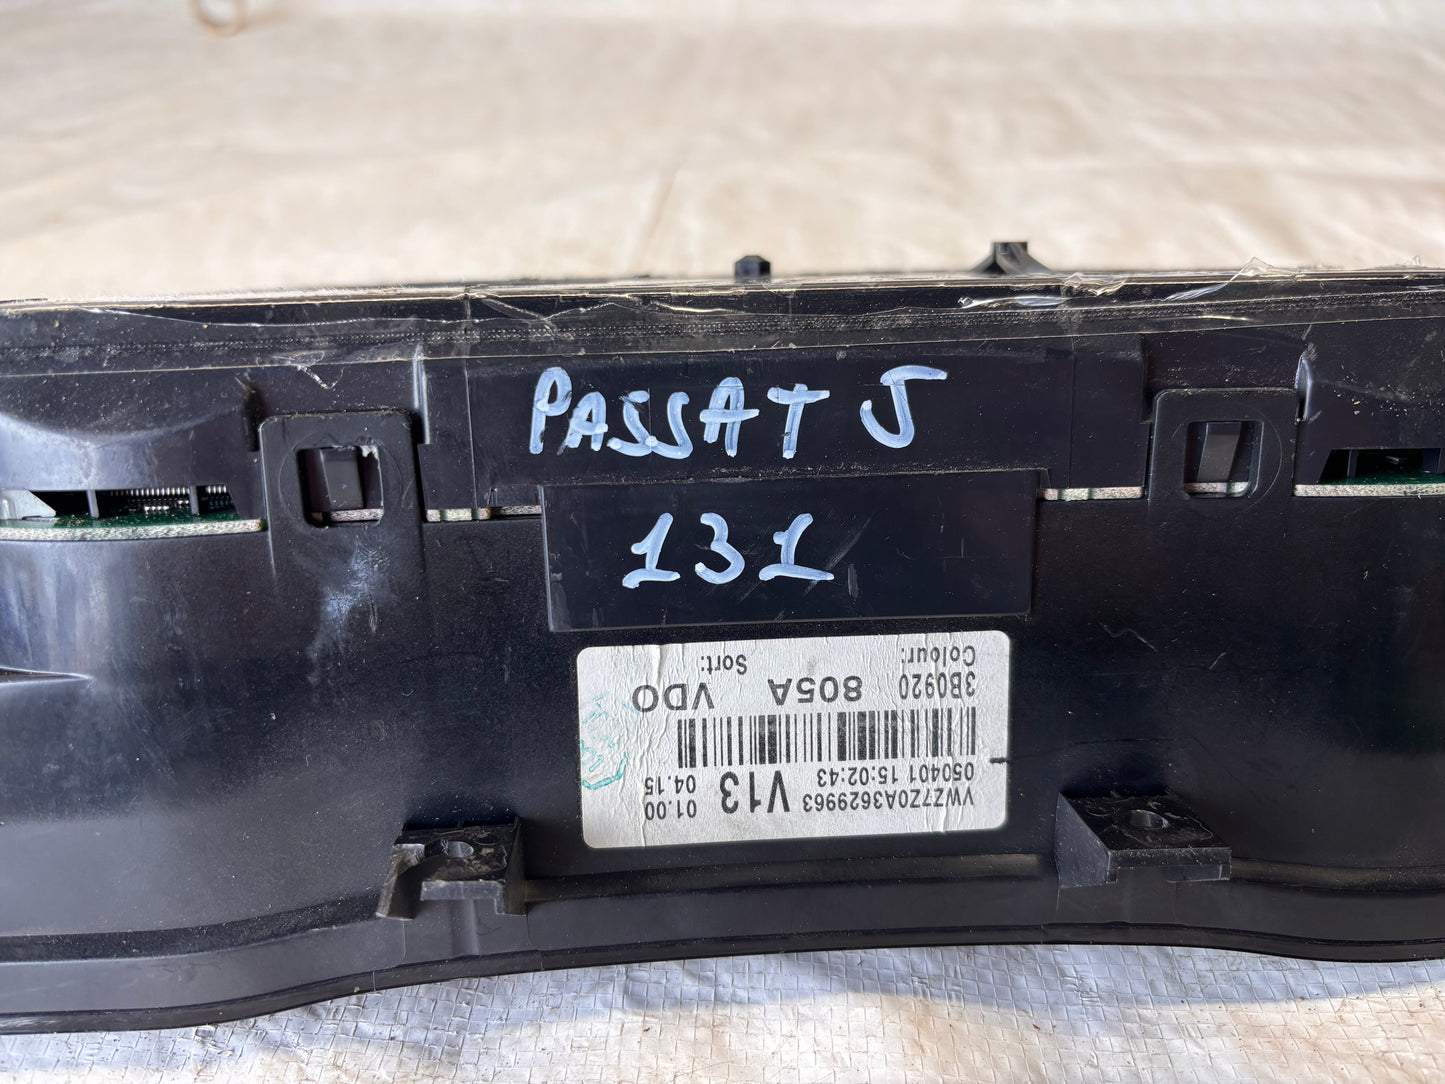 PASSAT 5
131
VWZ7Z0A3629963 V13 01.00
050401 15:02:43 04.15
3B0920 805A VDO
Colour: Sort: